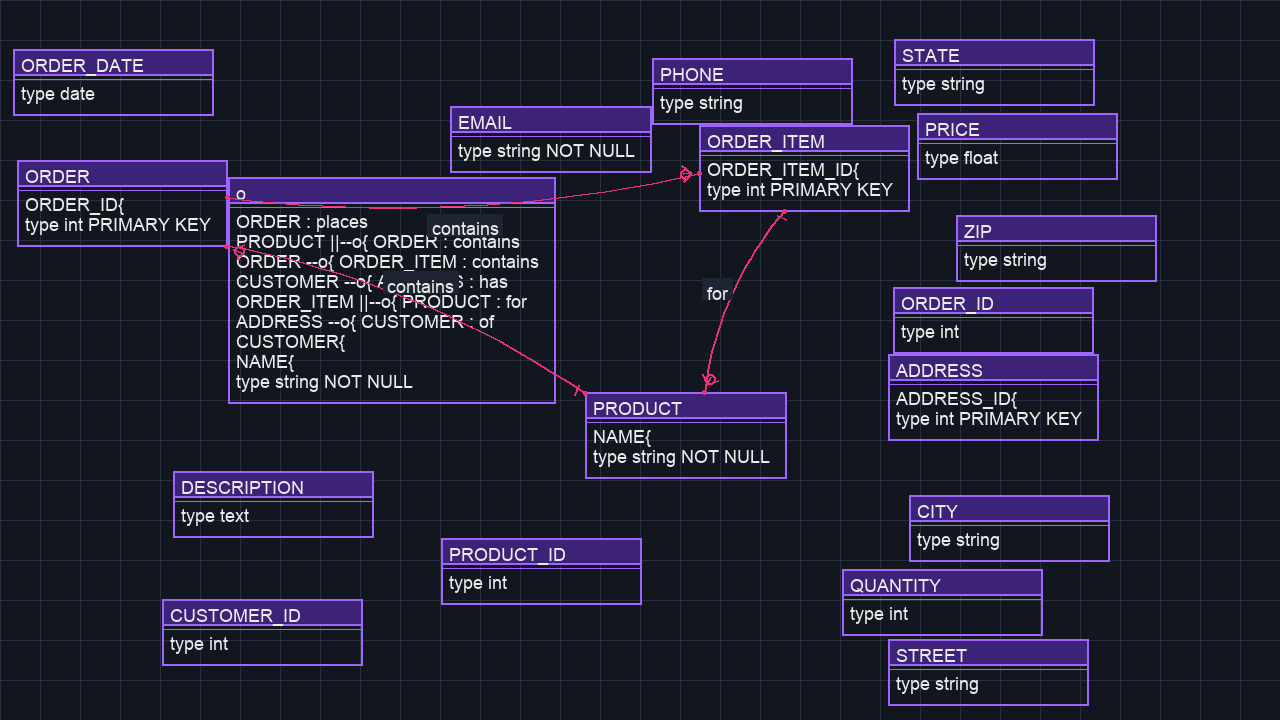 ORDER_DATE
type date
STATE
type string
PHONE
type string
EMAIL
type string NOT NULL
PRICE
type float
ORDER_ITEM
ORDER_ITEM_ID{
type int PRIMARY KEY
ORDER
ORDER_ID{
type int PRIMARY KEY
o
ORDER : places
PRODUCT ||--o{ ORDER : contains
ORDER --o{ ORDER_ITEM : contains
CUSTOMER --o{ : has
ORDER_ITEM ||--o{ PRODUCT : for
ADDRESS --o{ CUSTOMER : of
CUSTOMER{
NAME{
type string NOT NULL
contains
contains
for
ZIP
type string
ORDER_ID
type int
ADDRESS
ADDRESS_ID{
type int PRIMARY KEY
PRODUCT
NAME{
type string NOT NULL
DESCRIPTION
type text
CITY
type string
PRODUCT_ID
type int
QUANTITY
type int
CUSTOMER_ID
type int
STREET
type string